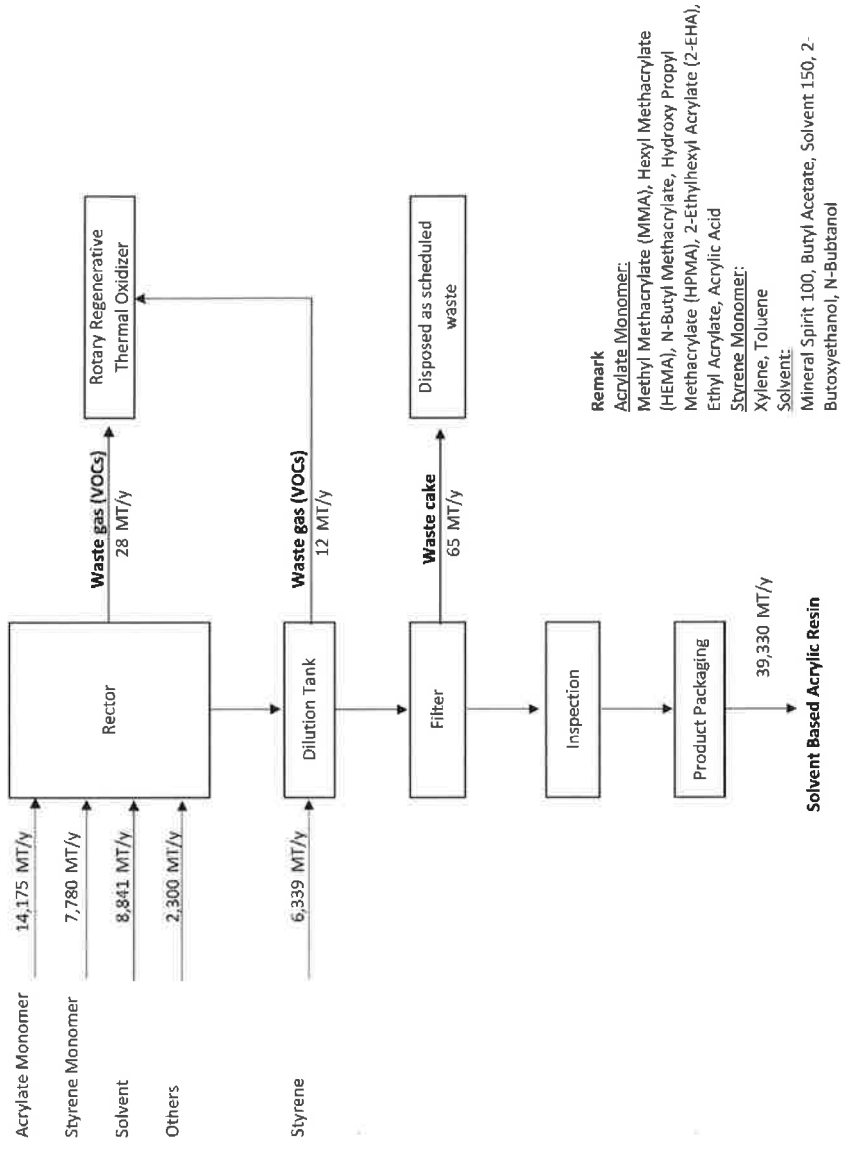 Acrylate Monomer
14,175 MT/y
Styrene Monomer
7,780 MT/y
Solvent
8,841 MT/y
Others
2,300 MT/y
Rector
Waste gas (VOCs)
28 MT/y
Rotary Regenerative
Thermal Oxidizer
Styrene
6,339 MT/y
Dilution Tank
Waste gas (VOCs)
12 MT/y
Filter
Waste cake
65 MT/y
Disposed as scheduled
waste
Inspection
Product Packaging
39,330 MT/y
Solvent Based Acrylic Resin
Remark
Acrylate Monomer:
Methyl Methacrylate (MMA), Hexyl Methacrylate
(HEMA), N-Butyl Methacrylate, Hydroxy Propyl
Methacrylate (HPMA), 2-Ethylhexyl Acrylate (2-EHA),
Ethyl Acrylate, Acrylic Acid
Styrene Monomer:
Xylene, Toluene
Solvent:
Mineral Spirit 100, Butyl Acetate, Solvent 150, 2-
Butoxyethanol, N-Bubtanol